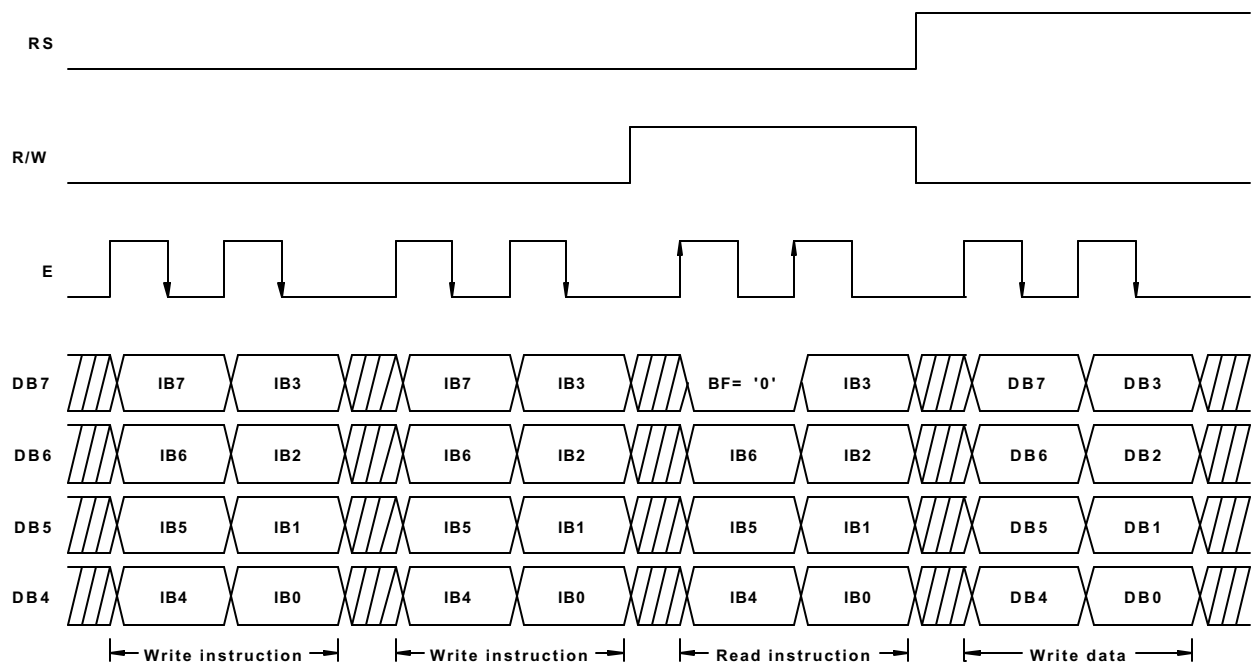 RS
R/W
E
DB7 IB7 IB3 IB7 IB3 BF= '0' IB3 DB7 DB3
DB6 IB6 IB2 IB6 IB2 IB6 IB2 DB6 DB2
DB5 IB5 IB1 IB5 IB1 IB5 IB1 DB5 DB1
DB4 IB4 IB0 IB4 IB0 IB4 IB0 DB4 DB0
Write instruction Write instruction Read instruction Write data